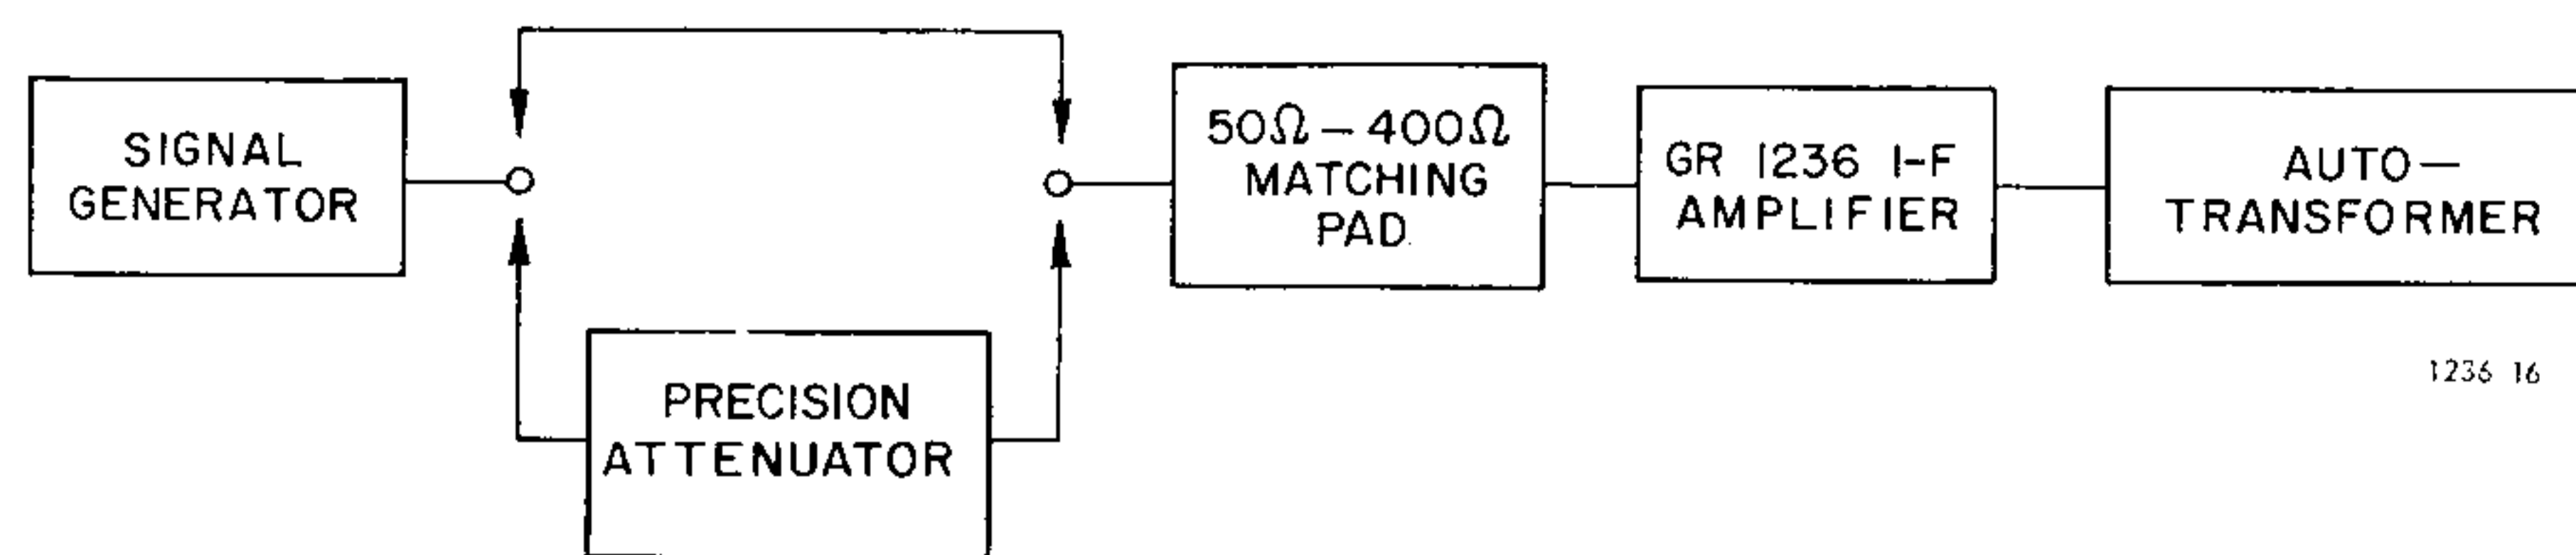 SIGNAL
GENERATOR
50Ω – 400Ω
MATCHING
PAD
GR 1236 I-F
AMPLIFIER
AUTO—
TRANSFORMER
PRECISION
ATTENUATOR
1236 16